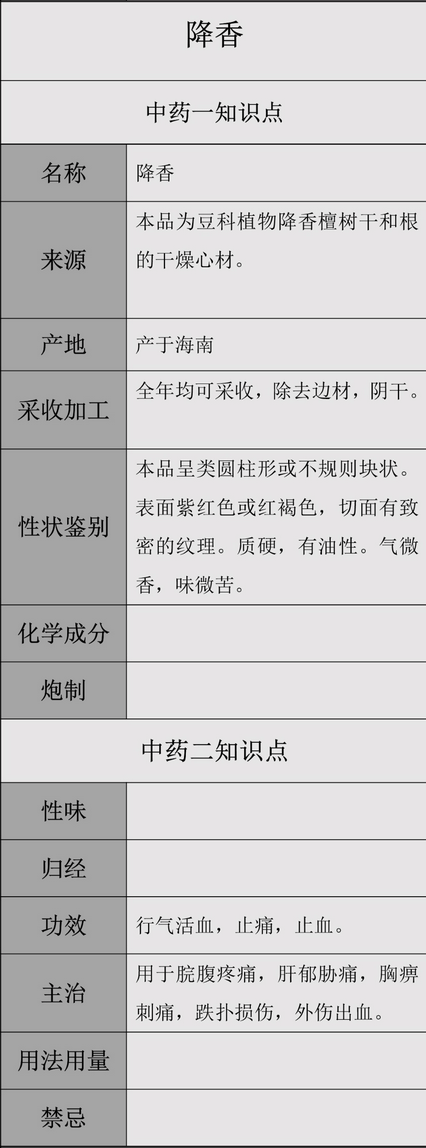 降香
中药一知识点
名称
降香
来源
本品为豆科植物降香檀树干和根
的干燥心材。
产地
产于海南
采收加工
全年均可采收，除去边材，阴干。
性状鉴别
本品呈类圆柱形或不规则块状。
表面紫红色或红褐色，切面有致
密的纹理。质硬，有油性。气微
香，味微苦。
化学成分
炮制
中药二知识点
性味
归经
功效
行气活血，止痛，止血。
主治
用于脘腹疼痛，肝郁胁痛，胸痹
刺痛，跌扑损伤，外伤出血。
用法用量
禁忌